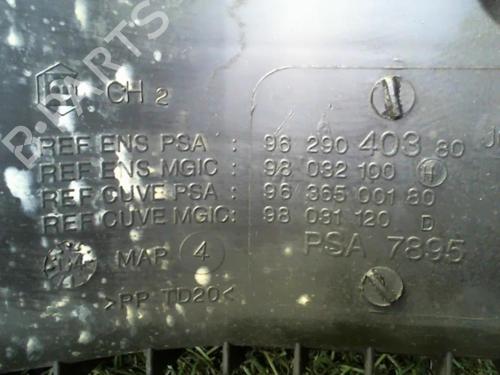 B-PARTS
CH 2
REF ENS PSA : 96 290 403 80
REF ENS MGIC : 98 032 100 H
REF CUVE PSA : 96 365 001 80
REF CUVE MGIC: 98 091 120 D
MAP 4
PSA 7895
>PP TD20<